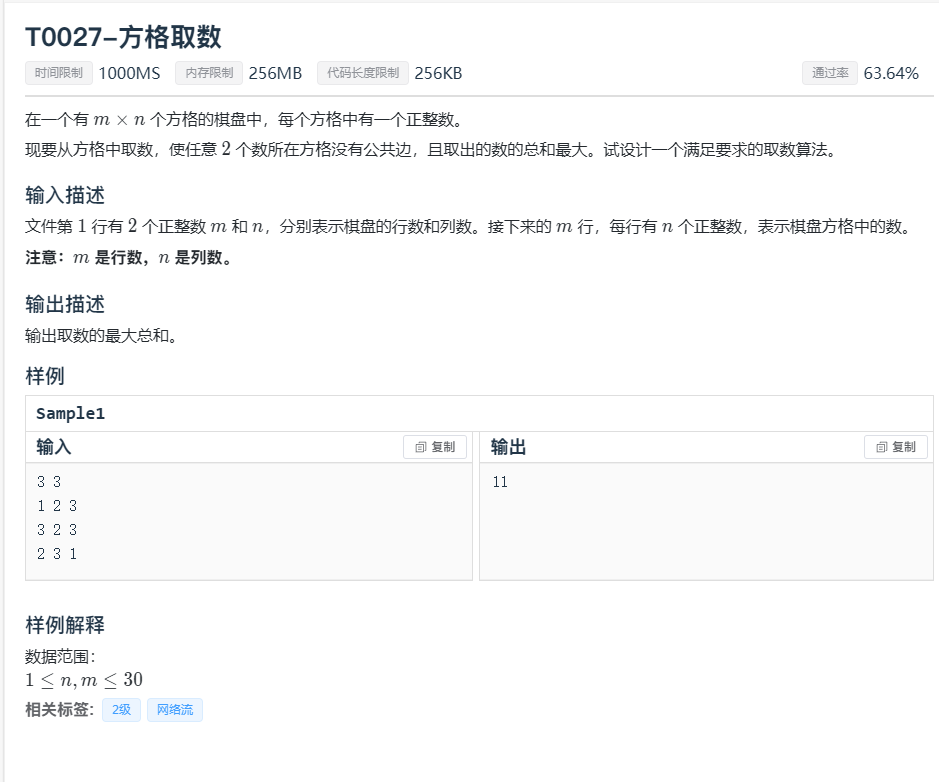 T0027-方格取数
时间限制 1000MS 内存限制 256MB 代码长度限制 256KB 通过率 63.64%
在一个有 m × n 个方格的棋盘中，每个方格中有一个正整数。
现要从方格中取数，使任意 2 个数所在方格没有公共边，且取出的数的总和最大。试设计一个满足要求的取数算法。
输入描述
文件第 1 行有 2 个正整数 m 和 n，分别表示棋盘的行数和列数。接下来的 m 行，每行有 n 个正整数，表示棋盘方格中的数。
注意：m 是行数，n 是列数。
输出描述
输出取数的最大总和。
样例
Sample1
输入 复制 输出 复制
3 3 11
1 2 3
3 2 3
2 3 1
样例解释
数据范围：
1 ≤ n, m ≤ 30
相关标签： 2级 网络流